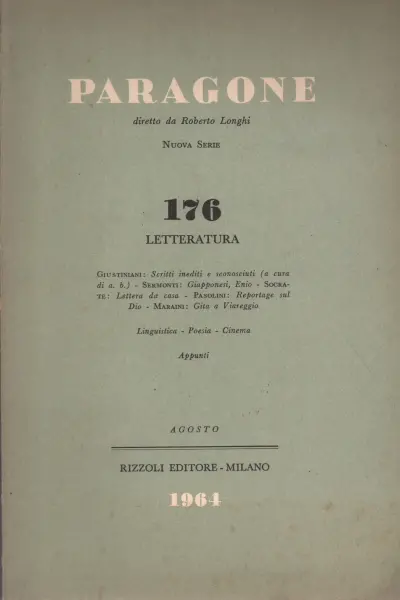 PARAGONE
diretto da Roberto Longhi
NUOVA SERIE
176
LETTERATURA
GIUSTINIANI: Scritti inediti e sconosciuti (a cura
di a. b.) - SERMONTI: Giapponesi, Enio - SOCRA-
TE: Lettera da casa - PASOLINI: Reportage sul
Dio - MARAINI: Gita a Viareggio
Linguistica - Poesia - Cinema
Appunti
AGOSTO
RIZZOLI EDITORE - MILANO
1964